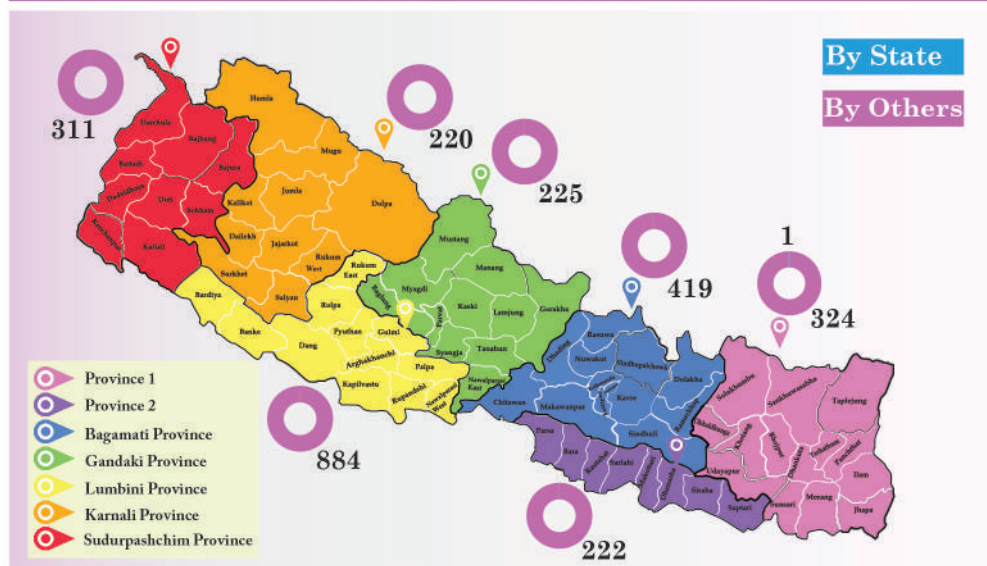 By State
By Others
311
220
225
419
1
324
884
222
Province 1
Province 2
Bagamati Province
Gandaki Province
Lumbini Province
Karnali Province
Sudurpashchim Province
Humla
Darchula
Bajhang
Bajura
Baitadi
Dadeldhura
Doti
Achham
Kanchanpur
Kailali
Mugu
Jumla
Dolpa
Kalikot
Dailekh
Jajarkot
Rukum
West
Surkhet
Salyan
Rukum
East
Bardiya
Banke
Dang
Rolpa
Pyuthan
Gulmi
Arghakhanchi
Palpa
Kapilvastu
Rupandehi
Nawalparasi
West
Mustang
Manang
Myagdi
Baglung
Parvat
Kaski
Lamjung
Gorakha
Syangja
Tanahun
Nawalparasi
East
Dhading
Rasuwa
Nuwakot
Sindhupalchowk
Dolakha
Kavre
Ramechhap
Chitawan
Makawanpur
Sindhuli
Parsa
Bara
Rautahat
Sarlahi
Mahottari
Dhanusha
Siraha
Saptari
Solukhumbu
Sankhuwasabha
Taplejung
Okhaldhunga
Khotang
Bhojpur
Dhankuta
Terhathum
Panchthar
Ilam
Udayapur
Sunsari
Morang
Jhapa